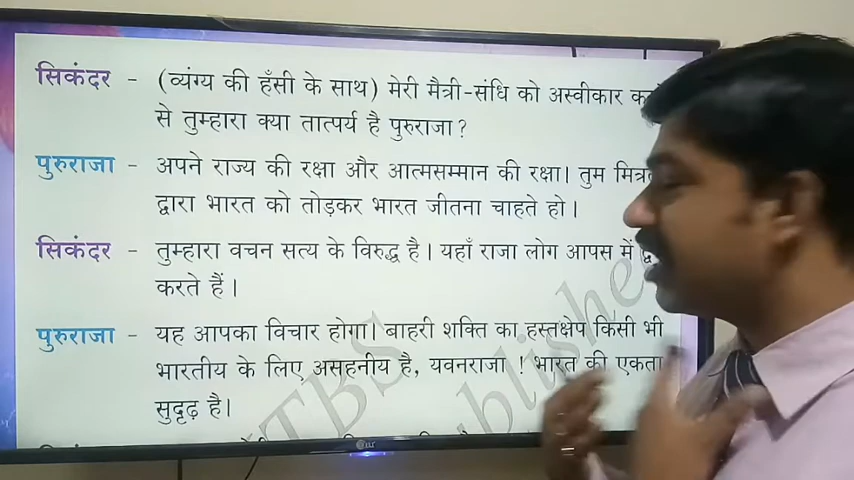 सिकंदर - (व्यंग्य की हँसी के साथ) मेरी मैत्री-संधि को अस्वीकार
से तुम्हारा क्या तात्पर्य है पुरुराजा?
पुरुराजा - अपने राज्य की रक्षा और आत्मसम्मान की रक्षा। तुम
द्वारा भारत को तोड़कर भारत जीतना चाहते हो।
सिकंदर - तुम्हारा वचन सत्य के विरुद्ध है। यहाँ राजा लोग आपस में
करते हैं।
पुरुराजा - यह आपका विचार होगा। बाहरी शक्ति का हस्तक्षेप किसी भी
भारतीय के लिए असहनीय है, यवनराजा ! भारत की एकता
सुदृढ़ है।
TBS